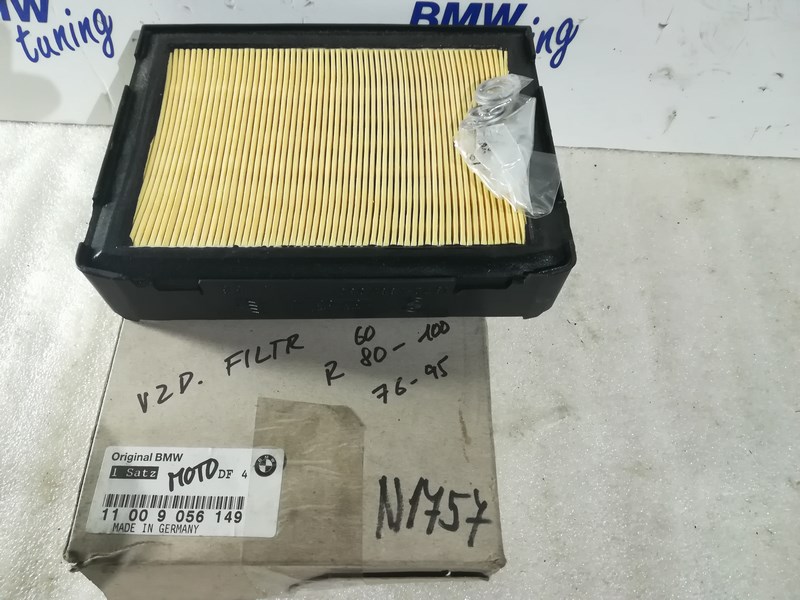 BMW
tuning
BMW
ing
VZD. FILTR
60
R 80-100
76-95
Original BMW
1 Satz MOTO DF 4
11 00 9 056 149
MADE IN GERMANY
N1757